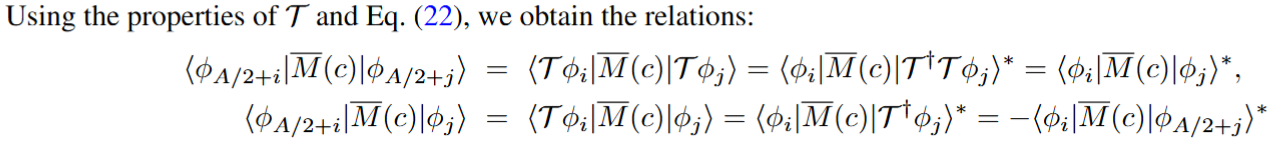 Using the properties of 𝒯 and Eq. (22), we obtain the relations:
⟨ϕ_{A/2+i}|M̅(c)|ϕ_{A/2+j}⟩ = ⟨𝒯ϕ_i|M̅(c)|𝒯ϕ_j⟩ = ⟨ϕ_i|M̅(c)|𝒯†𝒯ϕ_j⟩* = ⟨ϕ_i|M̅(c)|ϕ_j⟩*,
⟨ϕ_{A/2+i}|M̅(c)|ϕ_j⟩ = ⟨𝒯ϕ_i|M̅(c)|ϕ_j⟩ = ⟨ϕ_i|M̅(c)|𝒯†ϕ_j⟩* = −⟨ϕ_i|M̅(c)|ϕ_{A/2+j}⟩*